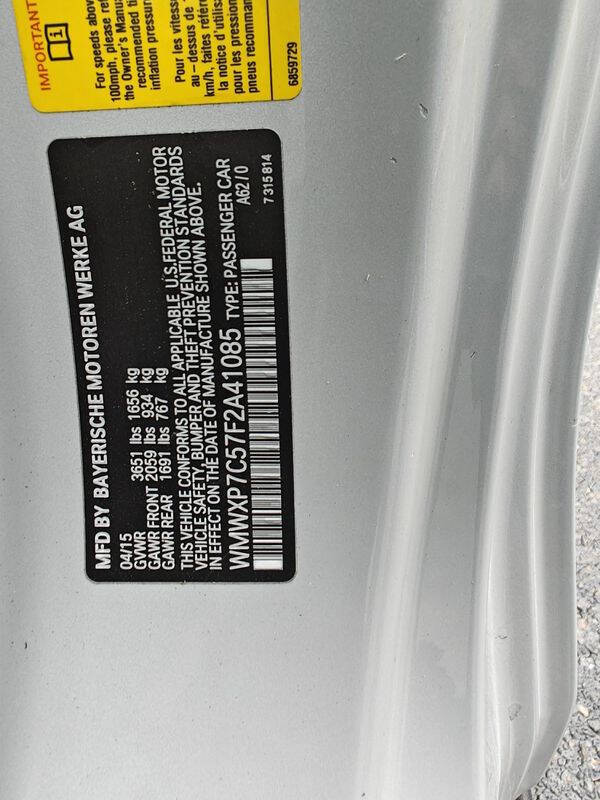 IMPORTANT
For speeds above
100mph, please ref
the Owner's Manua
recommended ti
inflation pressur
Pour les vitess
au-dessus de 1
km/h, faites référe
la notice d'utilisa
pour les pression
pneus recomman
6859729
MFD BY BAYERISCHE MOTOREN WERKE AG
04/15
GVWR 3651 lbs 1656 kg
GAWR FRONT 2059 lbs 934 kg
GAWR REAR 1691 lbs 767 kg
THIS VEHICLE CONFORMS TO ALL APPLICABLE U.S.FEDERAL MOTOR
VEHICLE SAFETY, BUMPER AND THEFT PREVENTION STANDARDS
IN EFFECT ON THE DATE OF MANUFACTURE SHOWN ABOVE.
WMWXP7C57F2A41085 TYPE: PASSENGER CAR
A62/0
7315814